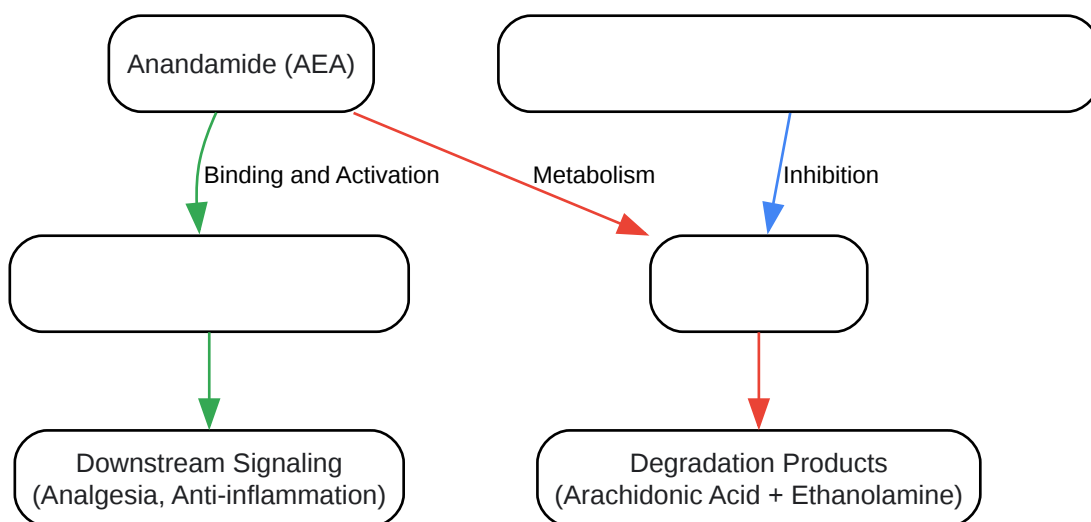 Anandamide (AEA)
Binding and Activation
Metabolism
Inhibition
Downstream Signaling
(Analgesia, Anti-inflammation)
Degradation Products
(Arachidonic Acid + Ethanolamine)